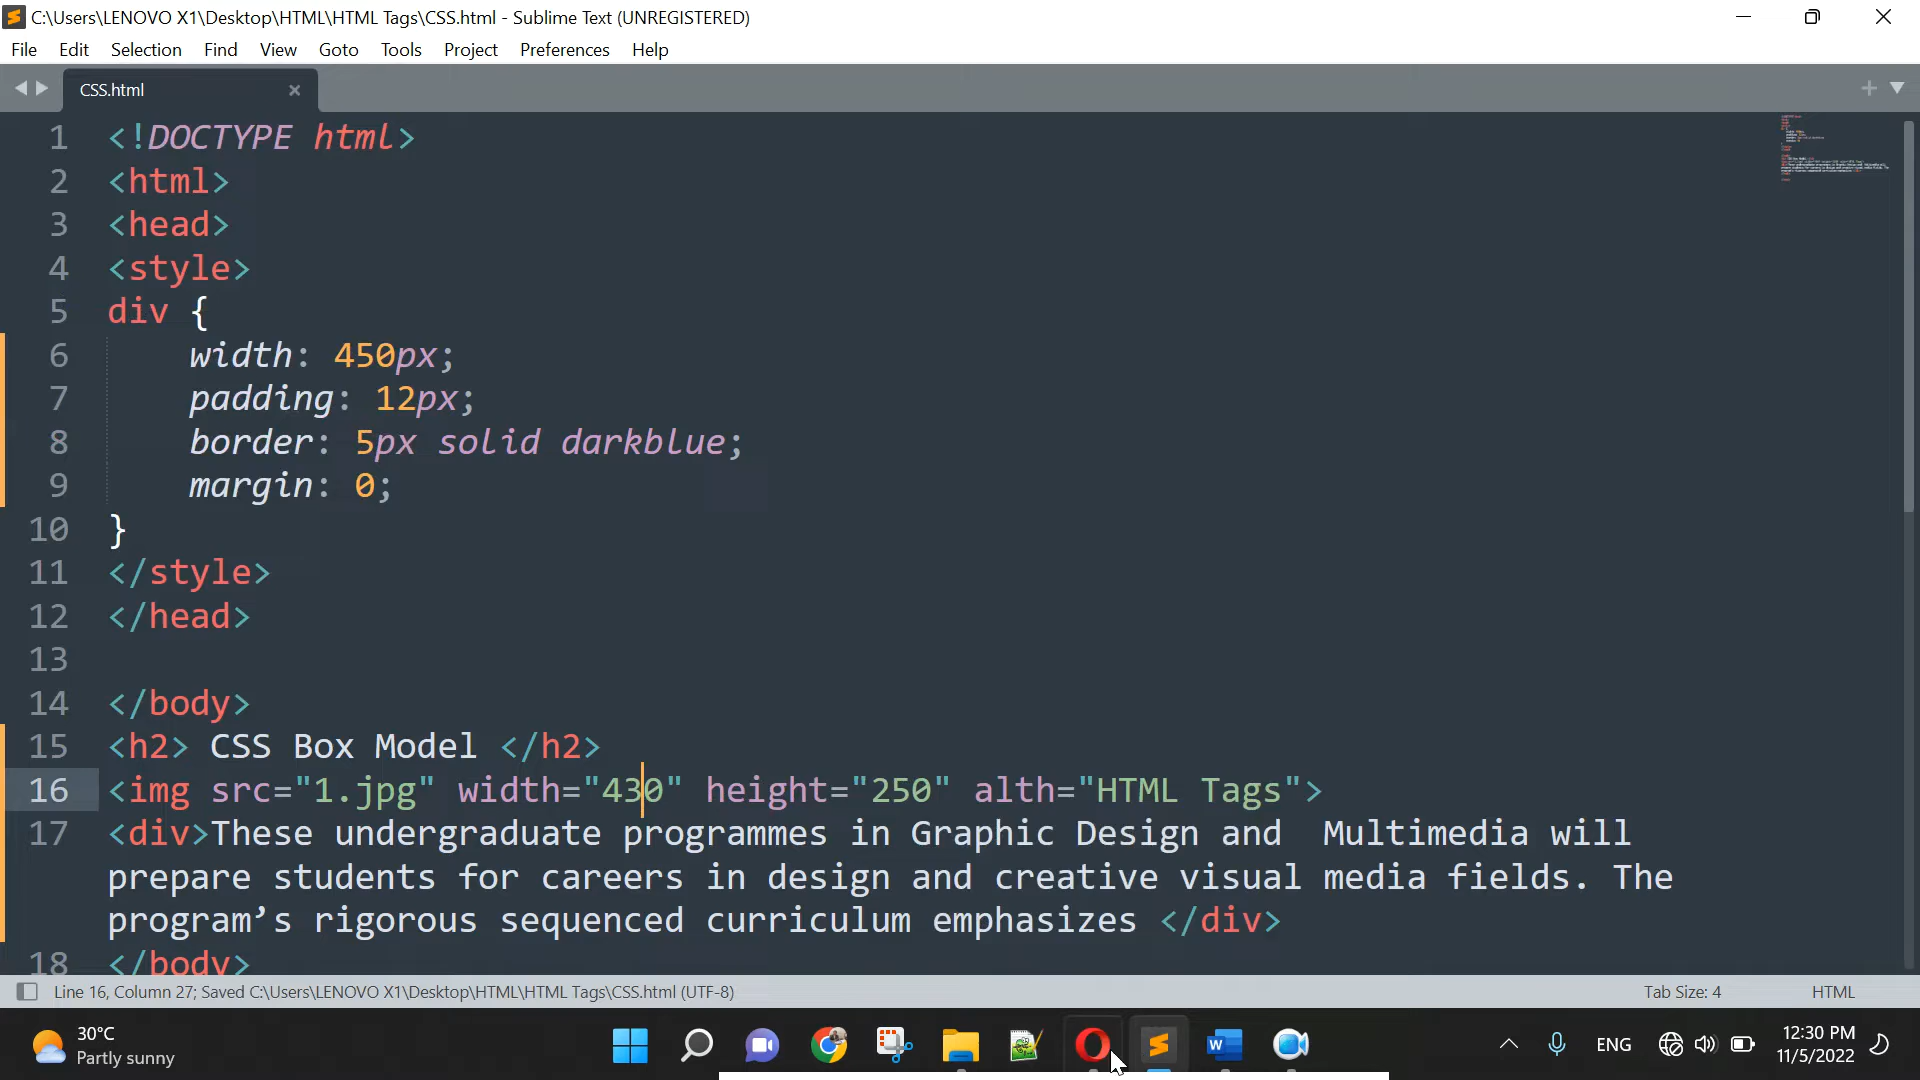 C:\Users\LENOVO X1\Desktop\HTML\HTML Tags\CSS.html - Sublime Text (UNREGISTERED)
File Edit Selection Find View Goto Tools Project Preferences Help
CSS.html
1 <!DOCTYPE html>
2 <html>
3 <head>
4 <style>
5 div {
6 width: 450px;
7 padding: 12px;
8 border: 5px solid darkblue;
9 margin: 0;
10 }
11 </style>
12 </head>
13
14 </body>
15 <h2> CSS Box Model </h2>
16 <img src="1.jpg" width="430" height="250" alth="HTML Tags">
17 <div>These undergraduate programmes in Graphic Design and  Multimedia will
prepare students for careers in design and creative visual media fields. The
program’s rigorous sequenced curriculum emphasizes </div>
18 </body>
Line 16, Column 27; Saved C:\Users\LENOVO X1\Desktop\HTML\HTML Tags\CSS.html (UTF-8) Tab Size: 4 HTML
30°C
Partly sunny
ENG
12:30 PM
11/5/2022